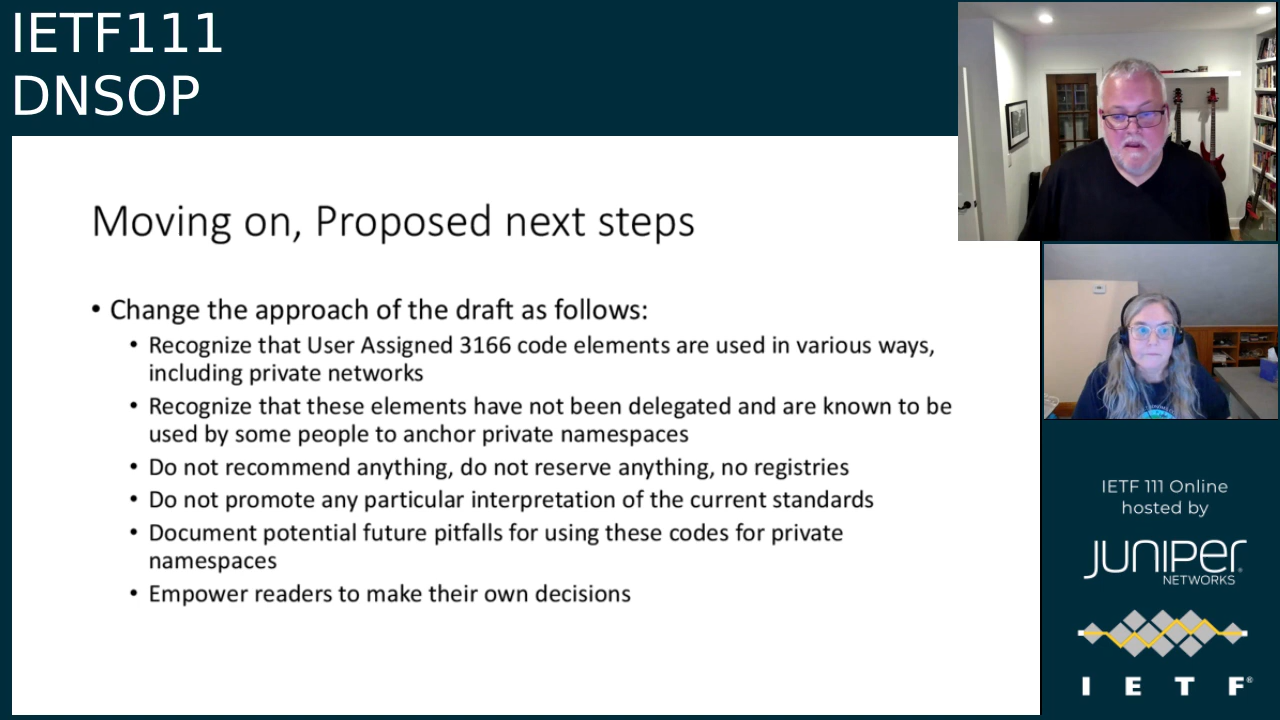 IETF111
DNSOP
Moving on, Proposed next steps
• Change the approach of the draft as follows:
• Recognize that User Assigned 3166 code elements are used in various ways,
including private networks
• Recognize that these elements have not been delegated and are known to be
used by some people to anchor private namespaces
• Do not recommend anything, do not reserve anything, no registries
• Do not promote any particular interpretation of the current standards
• Document potential future pitfalls for using these codes for private
namespaces
• Empower readers to make their own decisions
IETF 111 Online
hosted by
JUNIPER
NETWORKS
I E T F®